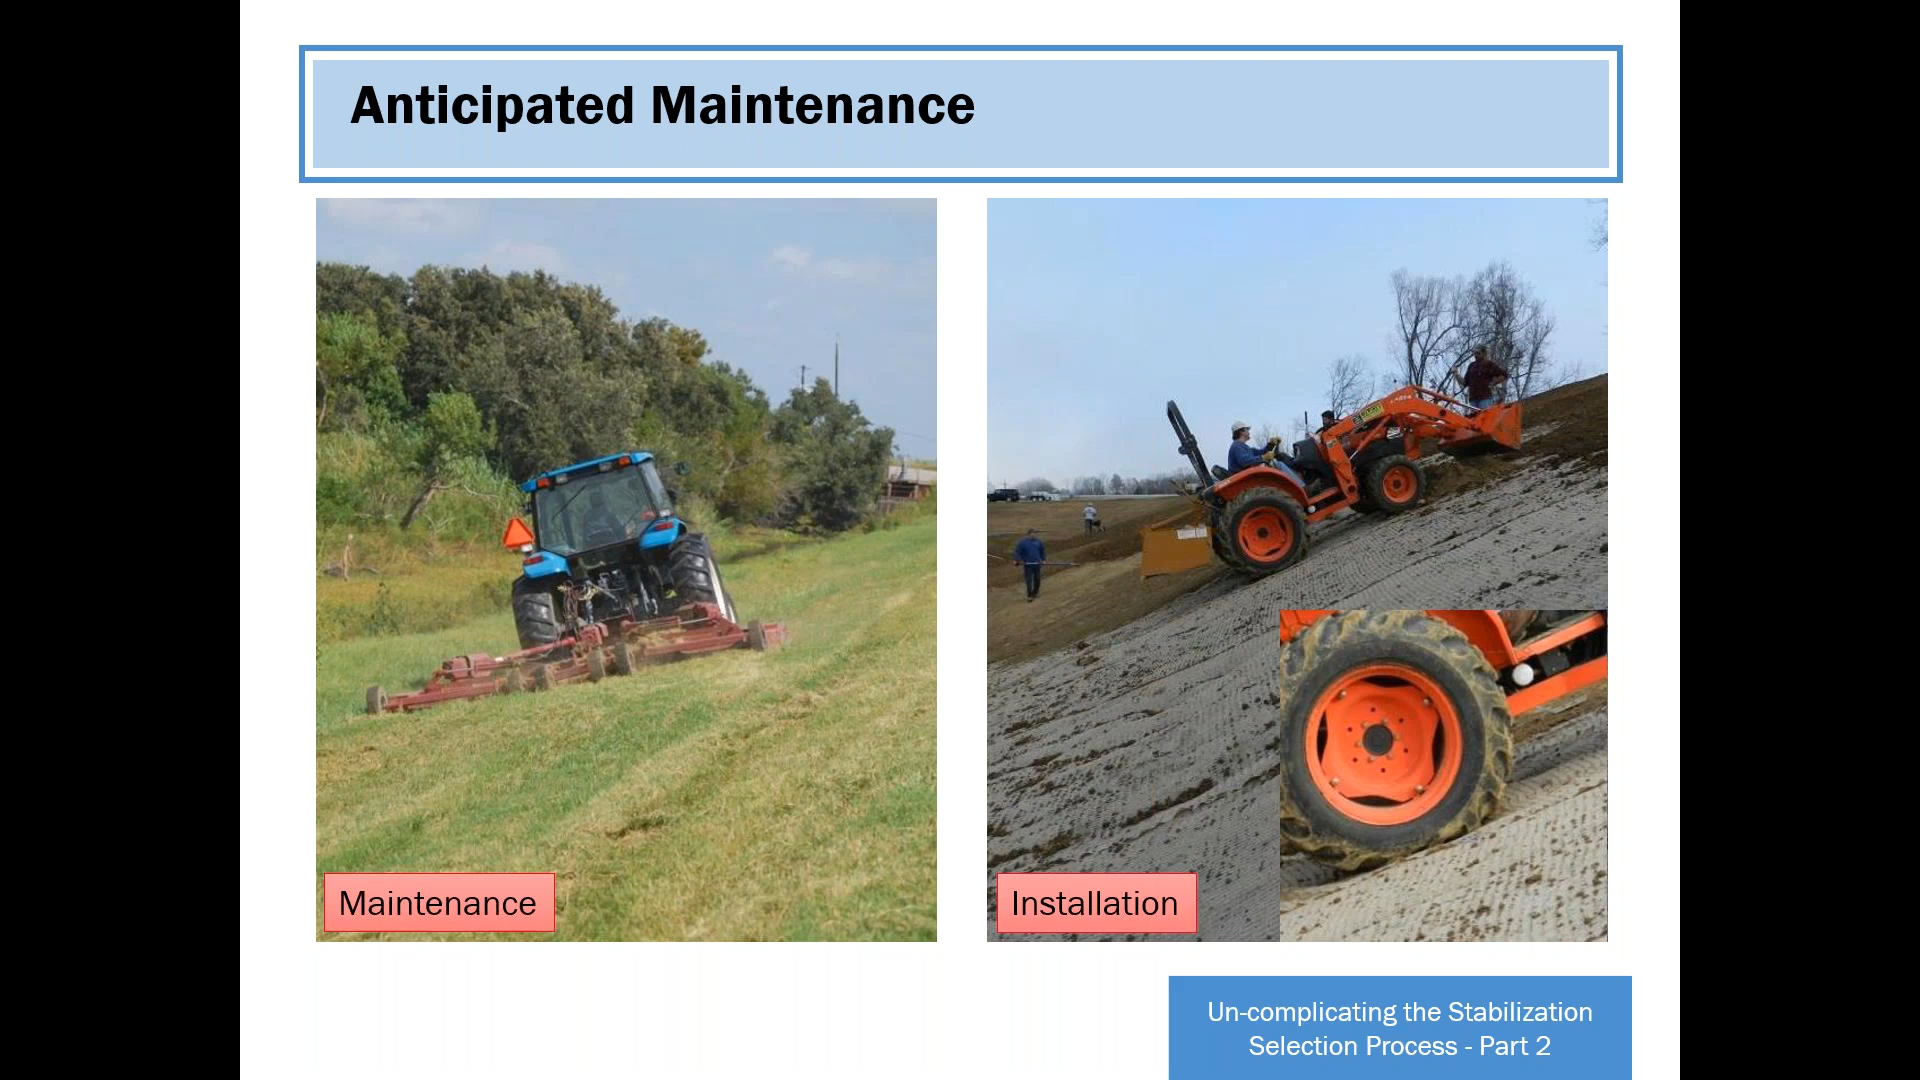 Anticipated Maintenance
Maintenance
Installation
Un-complicating the Stabilization
Selection Process - Part 2